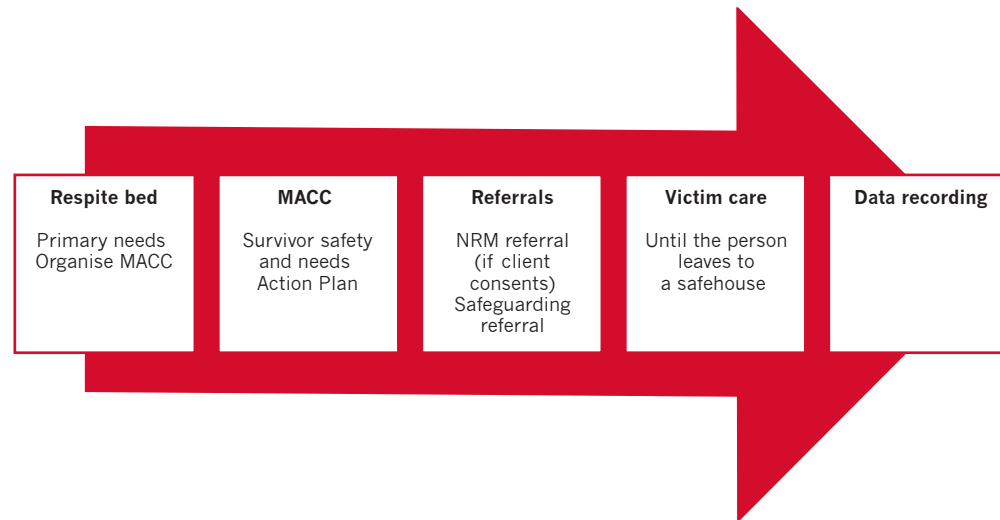 Respite bed
Primary needs
Organise MACC
MACC
Survivor safety
and needs
Action Plan
Referrals
NRM referral
(if client
consents)
Safeguarding
referral
Victim care
Until the person
leaves to
a safehouse
Data recording